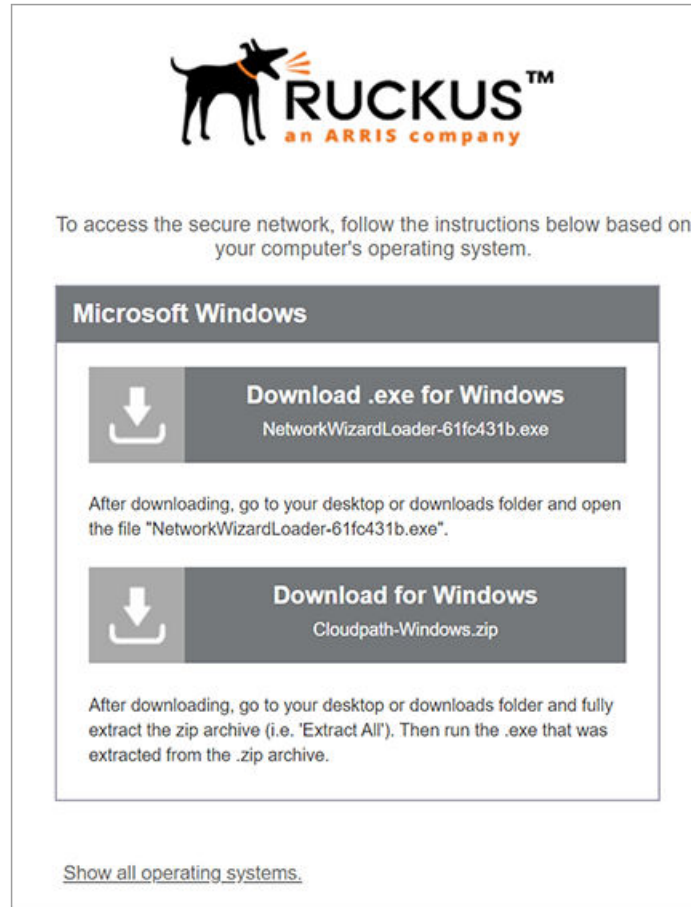 RUCKUS™
an ARRIS company
To access the secure network, follow the instructions below based on
your computer's operating system.
Microsoft Windows
Download .exe for Windows
NetworkWizardLoader-61fc431b.exe
After downloading, go to your desktop or downloads folder and open
the file "NetworkWizardLoader-61fc431b.exe".
Download for Windows
Cloudpath-Windows.zip
After downloading, go to your desktop or downloads folder and fully
extract the zip archive (i.e. 'Extract All'). Then run the .exe that was
extracted from the .zip archive.
Show all operating systems.